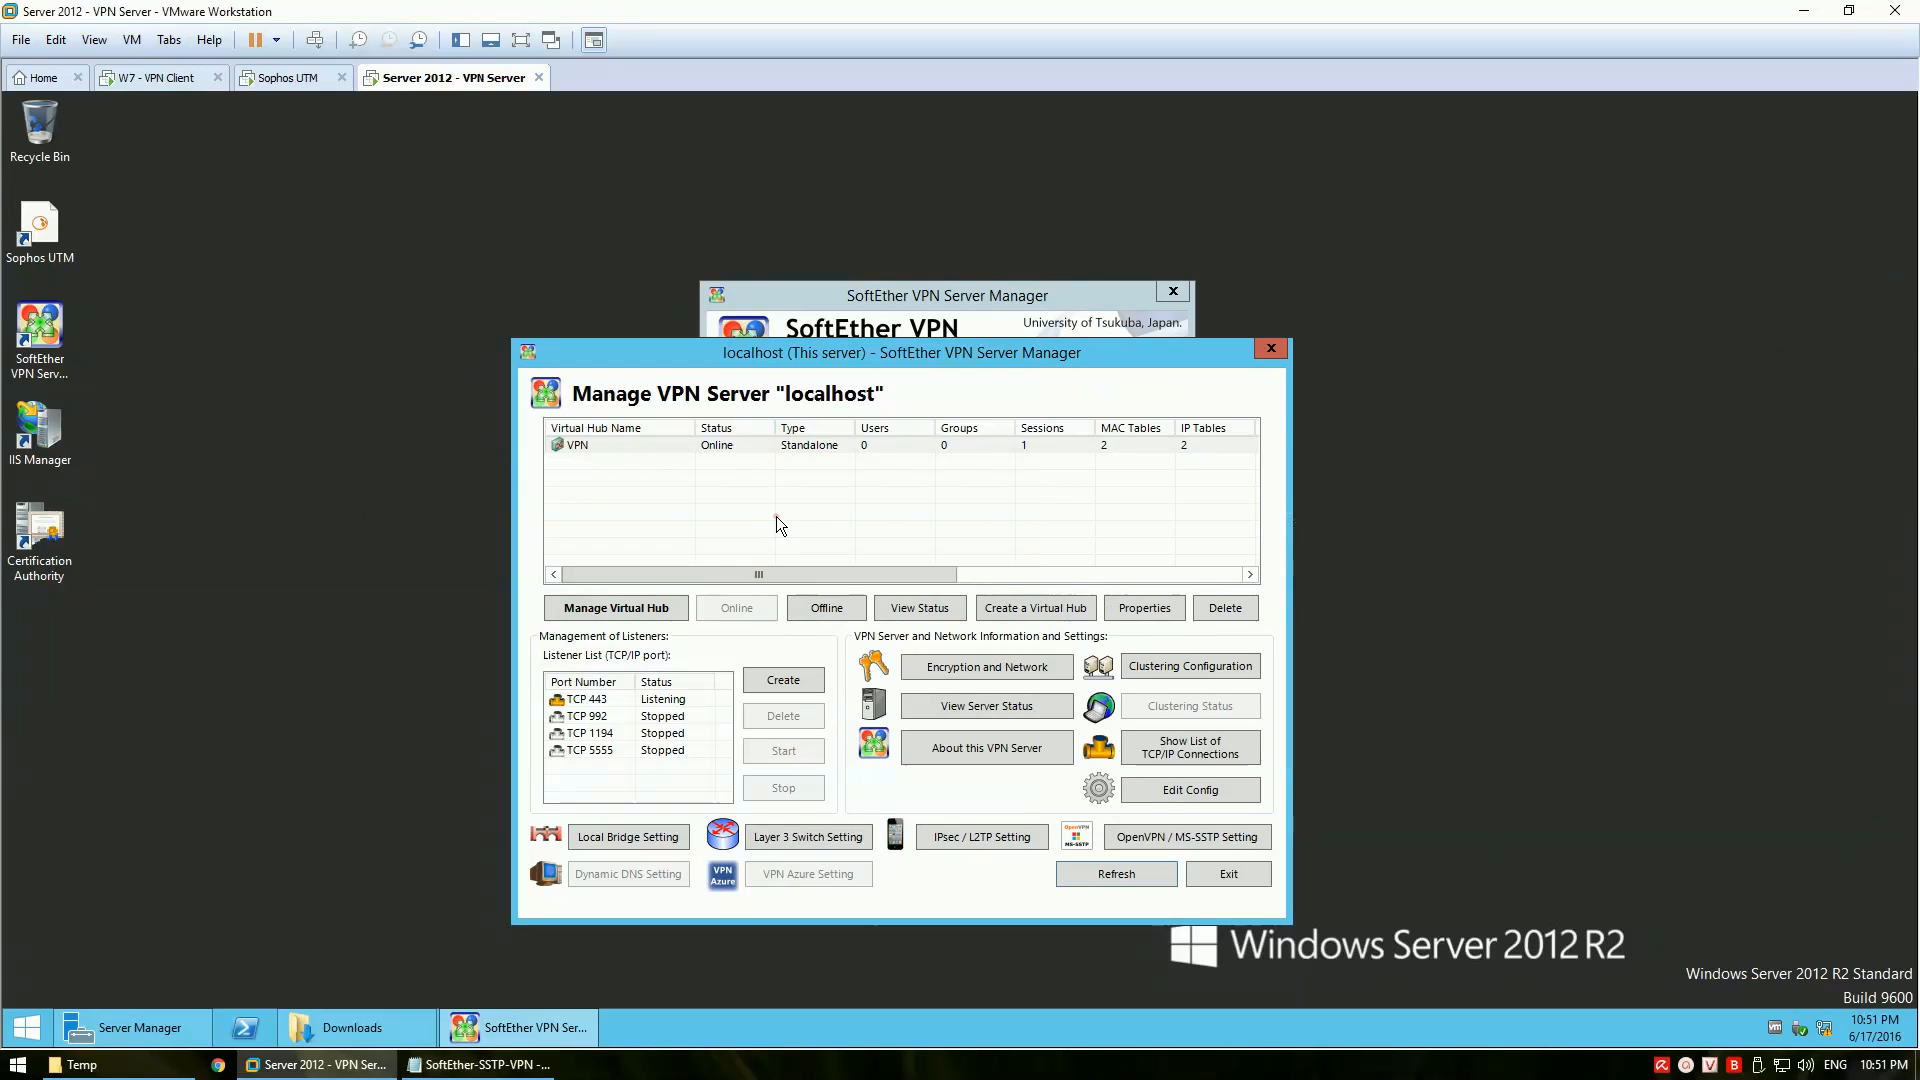 Server 2012 - VPN Server - VMware Workstation
File Edit View VM Tabs Help
Home W7 - VPN Client Sophos UTM Server 2012 - VPN Server
Recycle Bin
Sophos UTM
SoftEther
VPN Serv...
IIS Manager
Certification
Authority
SoftEther VPN Server Manager
SoftEther VPN
University of Tsukuba, Japan.
localhost (This server) - SoftEther VPN Server Manager
Manage VPN Server "localhost"
Virtual Hub Name Status Type Users Groups Sessions MAC Tables IP Tables
VPN Online Standalone 0 0 1 2 2
Manage Virtual Hub Online Offline View Status Create a Virtual Hub Properties Delete
Management of Listeners:
Listener List (TCP/IP port):
Port Number Status
TCP 443 Listening
TCP 992 Stopped
TCP 1194 Stopped
TCP 5555 Stopped
Create
Delete
Start
Stop
VPN Server and Network Information and Settings:
Encryption and Network
Clustering Configuration
View Server Status
Clustering Status
About this VPN Server
Show List of
TCP/IP Connections
Edit Config
Local Bridge Setting
Layer 3 Switch Setting
IPsec / L2TP Setting
OpenVPN
MS-SSTP
OpenVPN / MS-SSTP Setting
Dynamic DNS Setting
VPN
Azure
VPN Azure Setting
Refresh
Exit
Windows Server 2012 R2
Windows Server 2012 R2 Standard
Build 9600
Server Manager
Downloads
SoftEther VPN Ser...
vm
10:51 PM
6/17/2016
Temp
Server 2012 - VPN Ser...
SoftEther-SSTP-VPN -...
V
B
ENG
10:51 PM